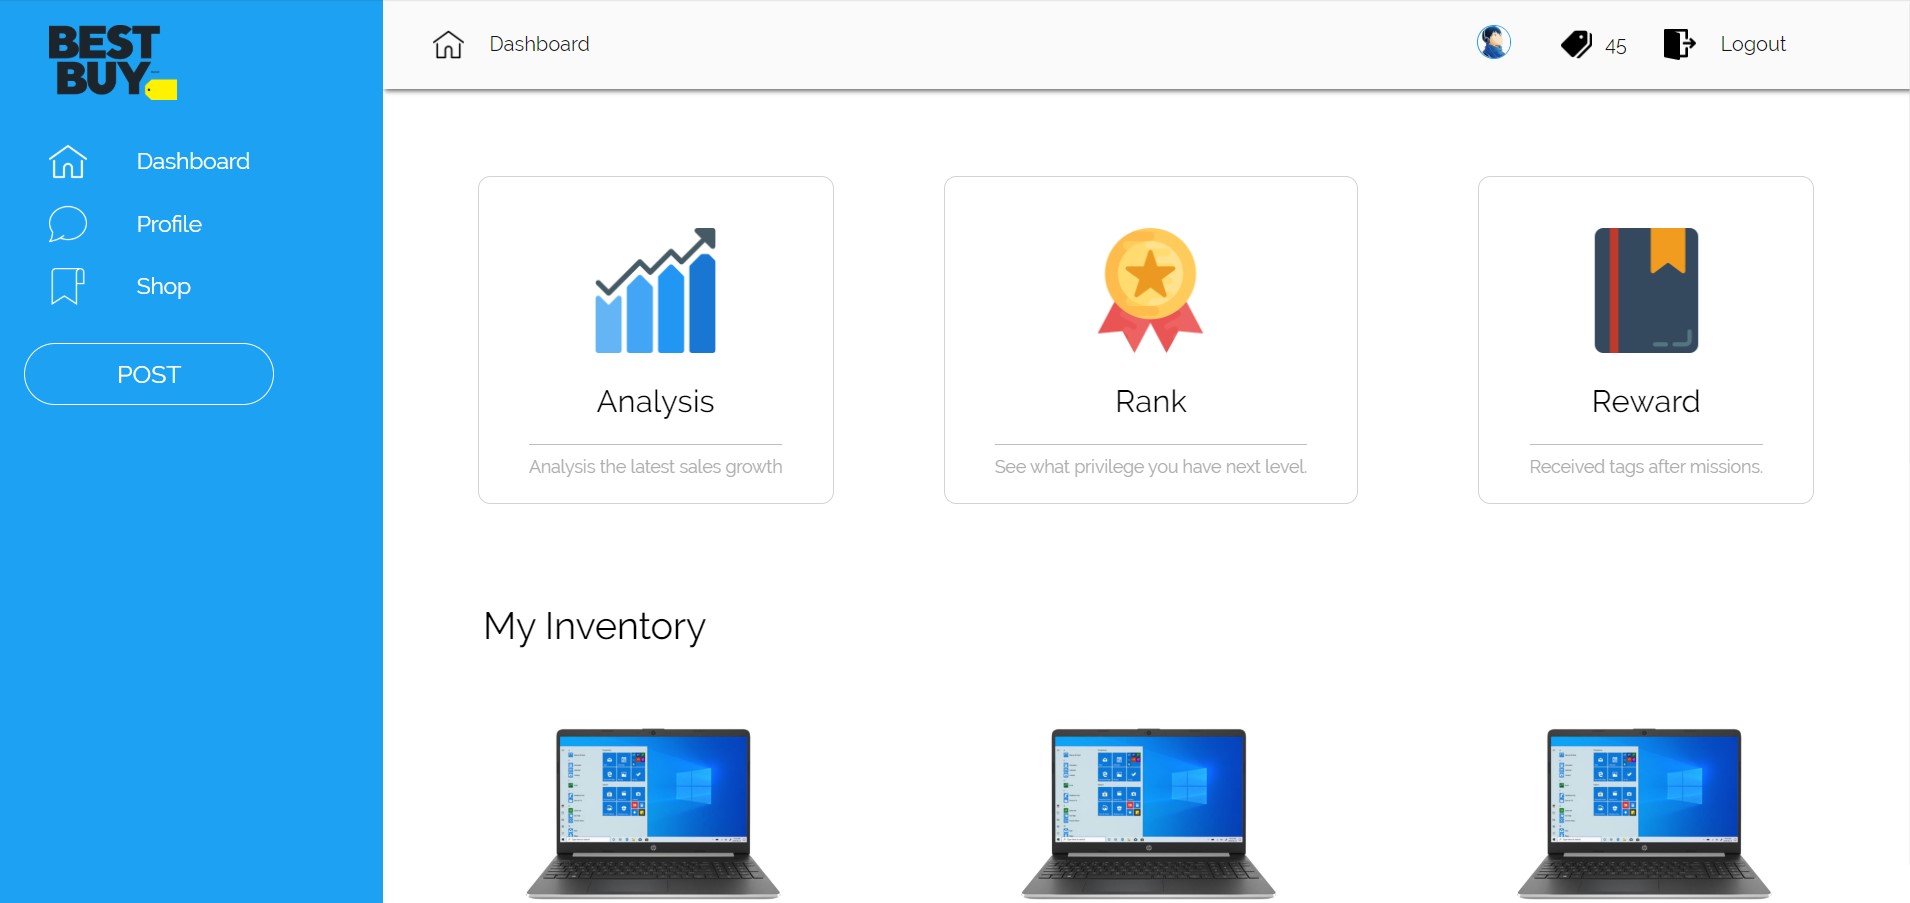 BEST
BUY
Dashboard
Profile
Shop
POST
Dashboard
45
Logout
Analysis
Analysis the latest sales growth
Rank
See what privilege you have next level.
Reward
Received tags after missions.
My Inventory